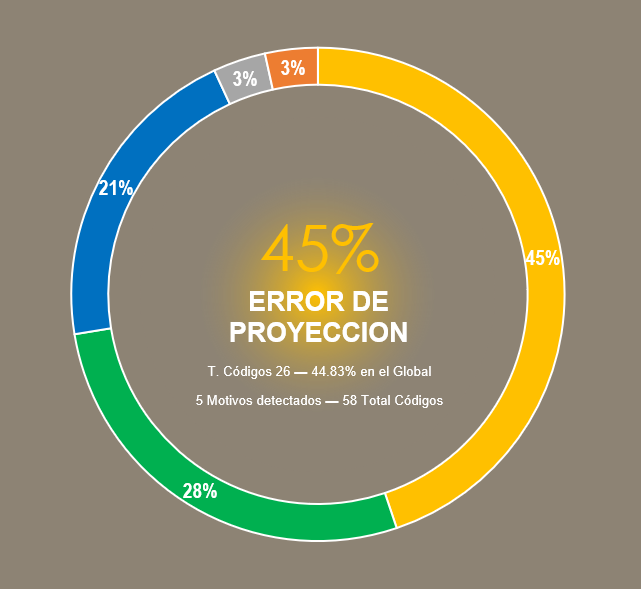 3%
3%
21%
45%
45%
ERROR DE
PROYECCION
T. Códigos 26 — 44.83% en el Global
5 Motivos detectados — 58 Total Códigos
28%